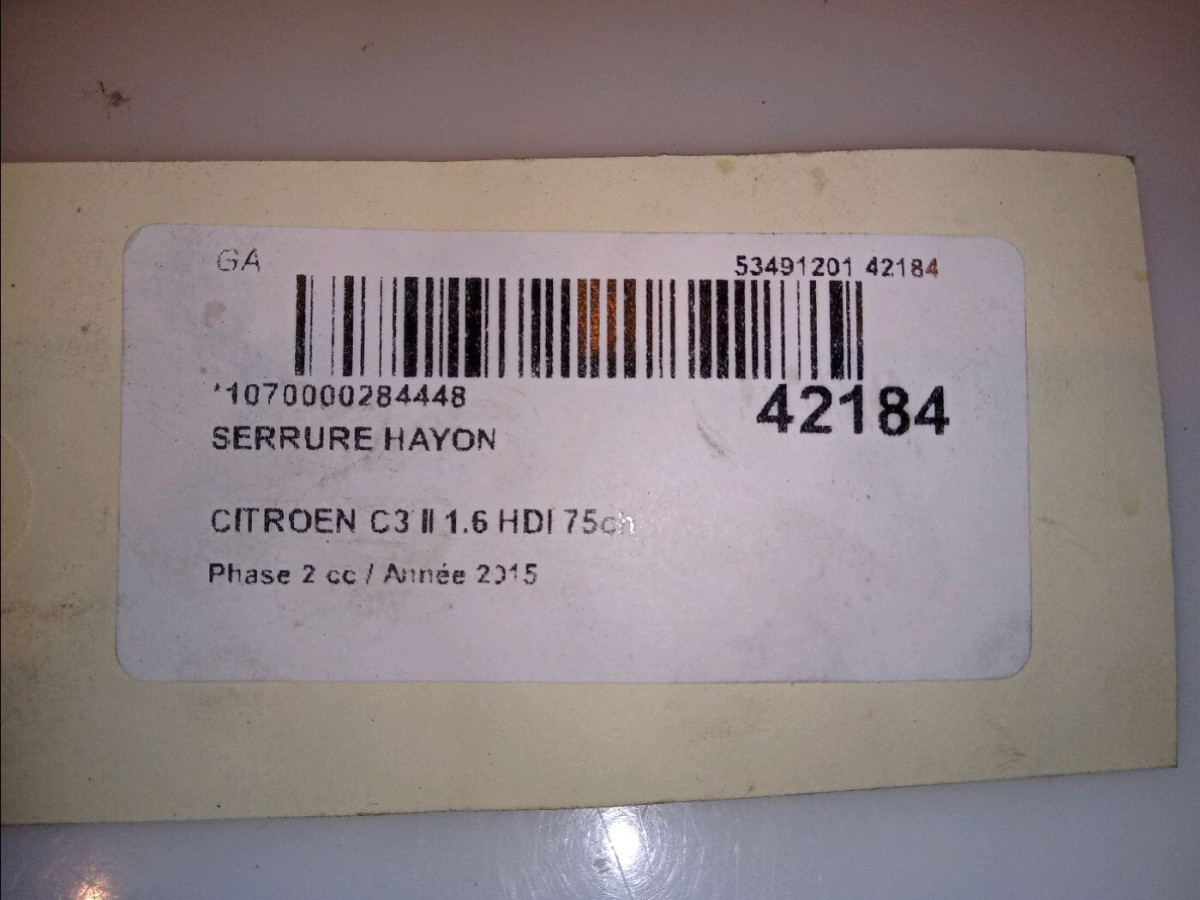 GA
53491201 42184
*1070000284448
42184
SERRURE HAYON
CITROEN C3 II 1.6 HDI 75ch
Phase 2 cc / Année 2015